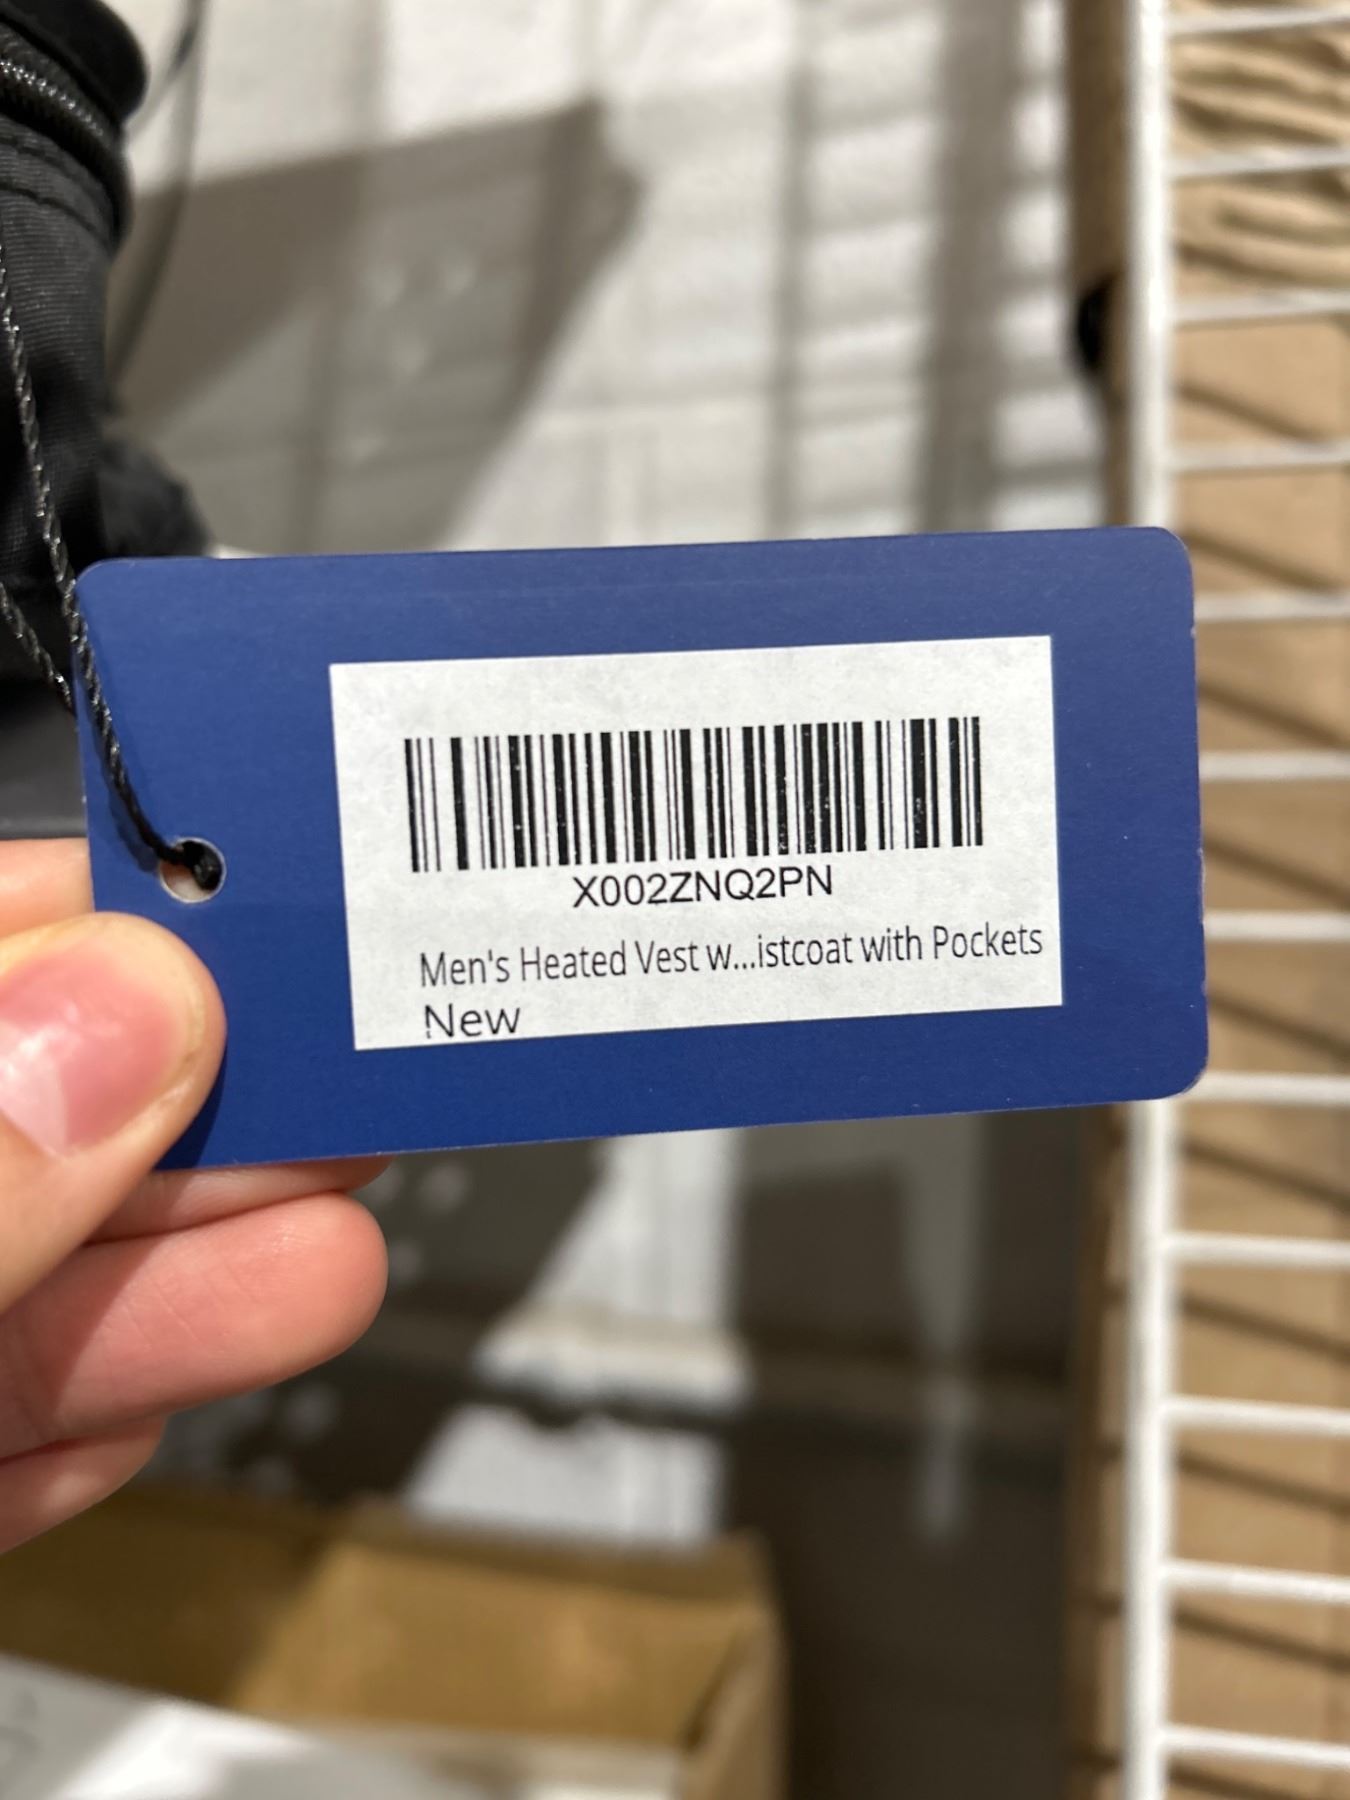 X002ZNQ2PN
Men's Heated Vest w...istcoat with Pockets
New